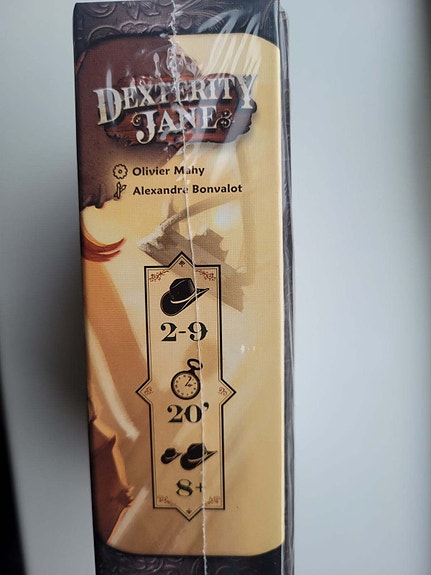 DEXTERITY
JANE
Olivier Mahy
Alexandre Bonvalot
2-9
20'
8+